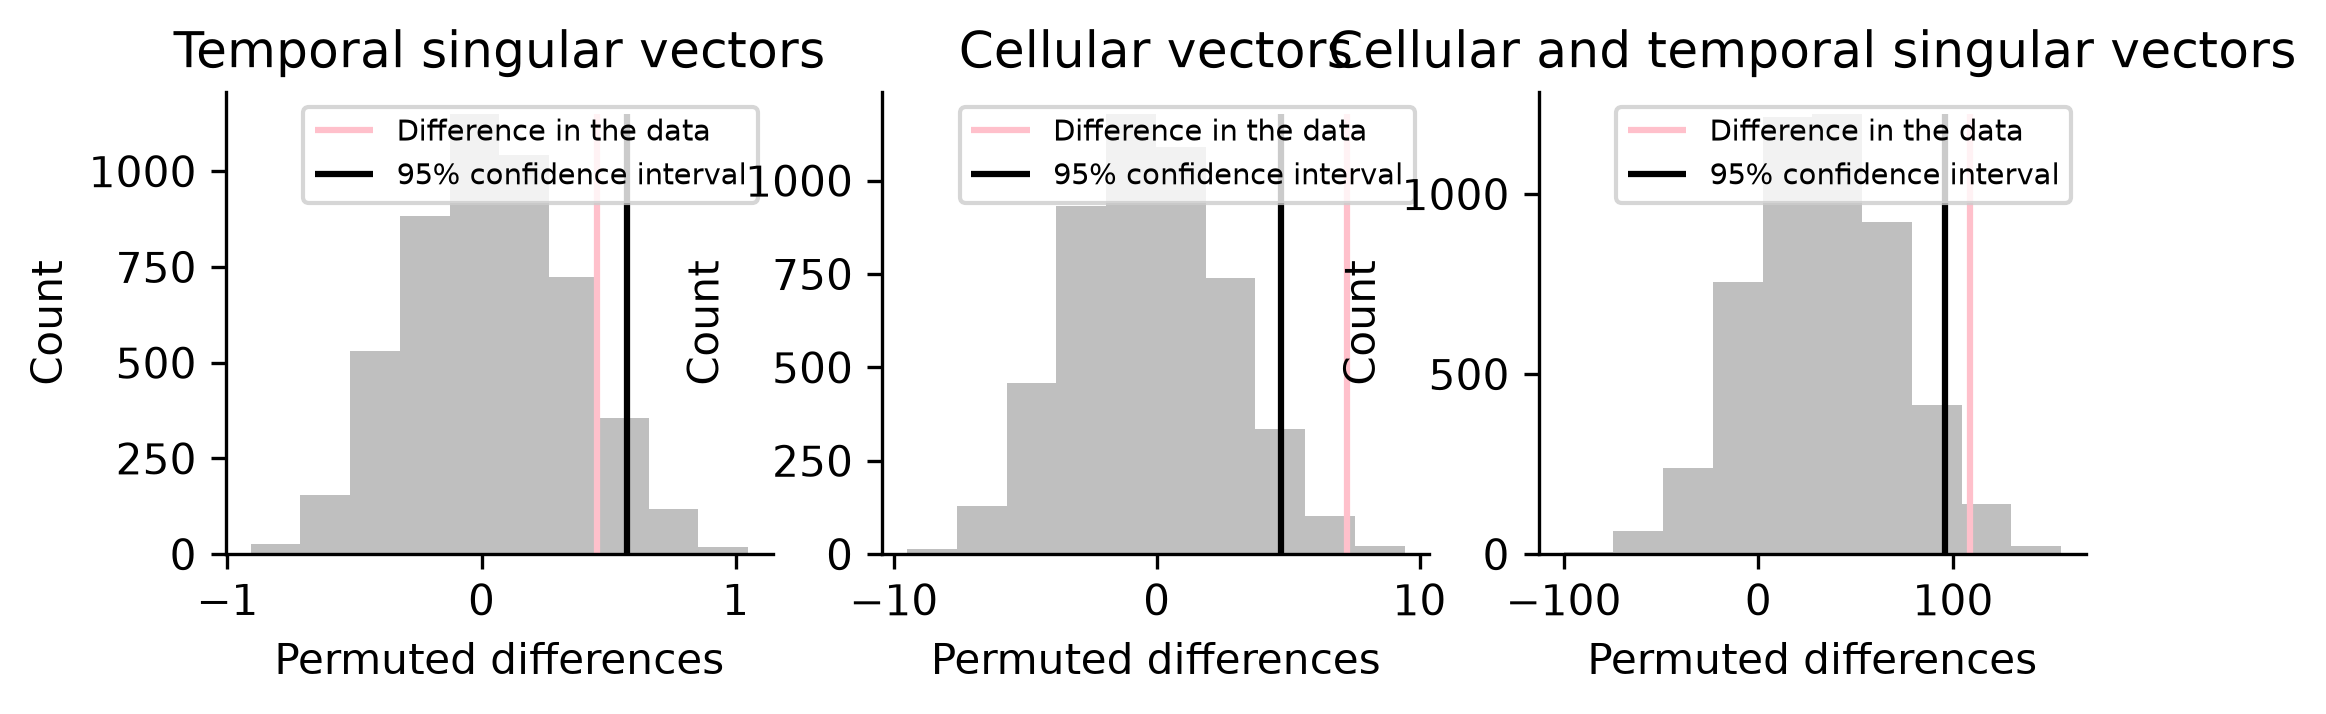 Temporal singular vectors
Difference in the data
95% confidence interval
1000
750
500
250
0
Count
−1
0
1
Permuted differences
Cellular vectors
Difference in the data
95% confidence interval
1000
750
500
250
0
Count
−10
0
10
Permuted differences
Cellular and temporal singular vectors
Difference in the data
95% confidence interval
1000
500
0
Count
−100
0
100
Permuted differences